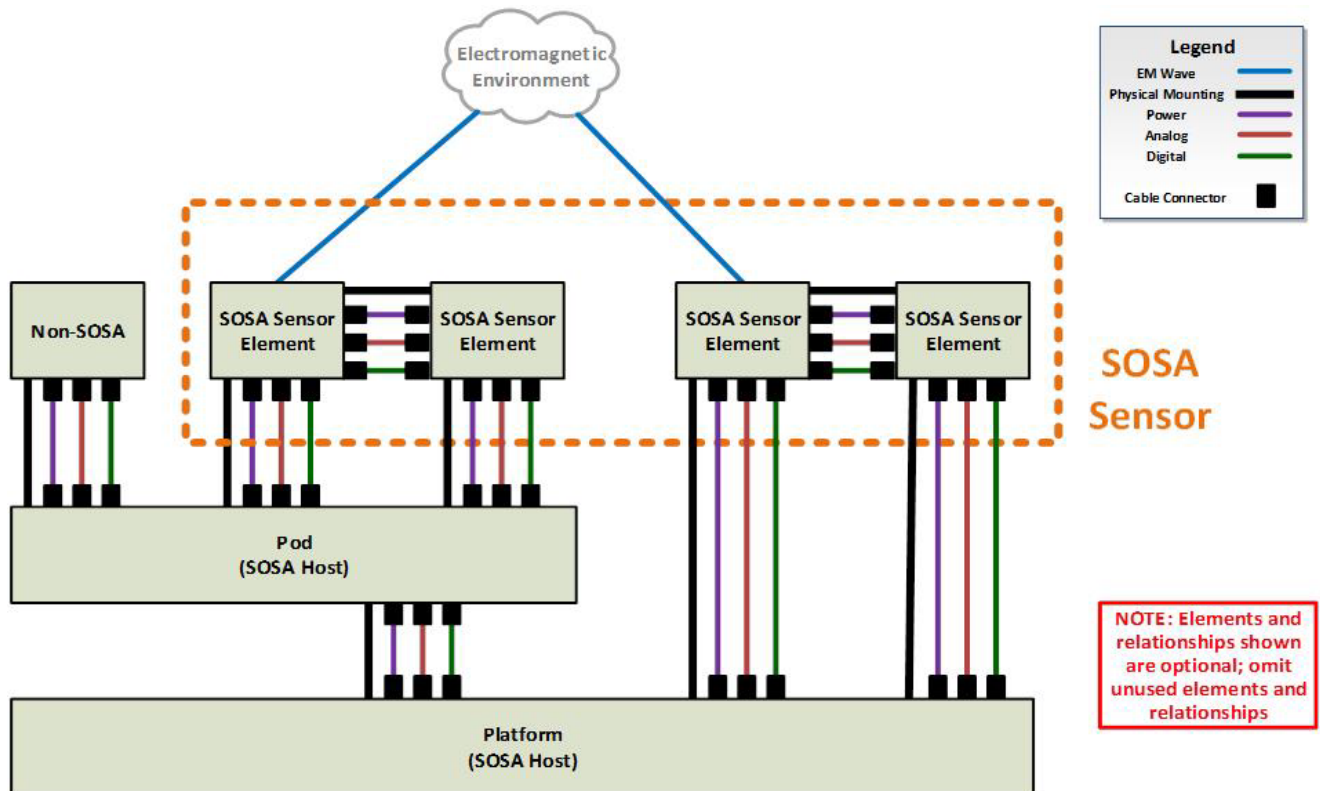 Electromagnetic
Environment
Legend
EM Wave
Physical Mounting
Power
Analog
Digital
Cable Connector
Non-SOSA
SOSA Sensor
Element
SOSA Sensor
Element
SOSA Sensor
Element
SOSA Sensor
Element
SOSA
Sensor
Pod
(SOSA Host)
NOTE: Elements and
relationships shown
are optional; omit
unused elements and
relationships
Platform
(SOSA Host)